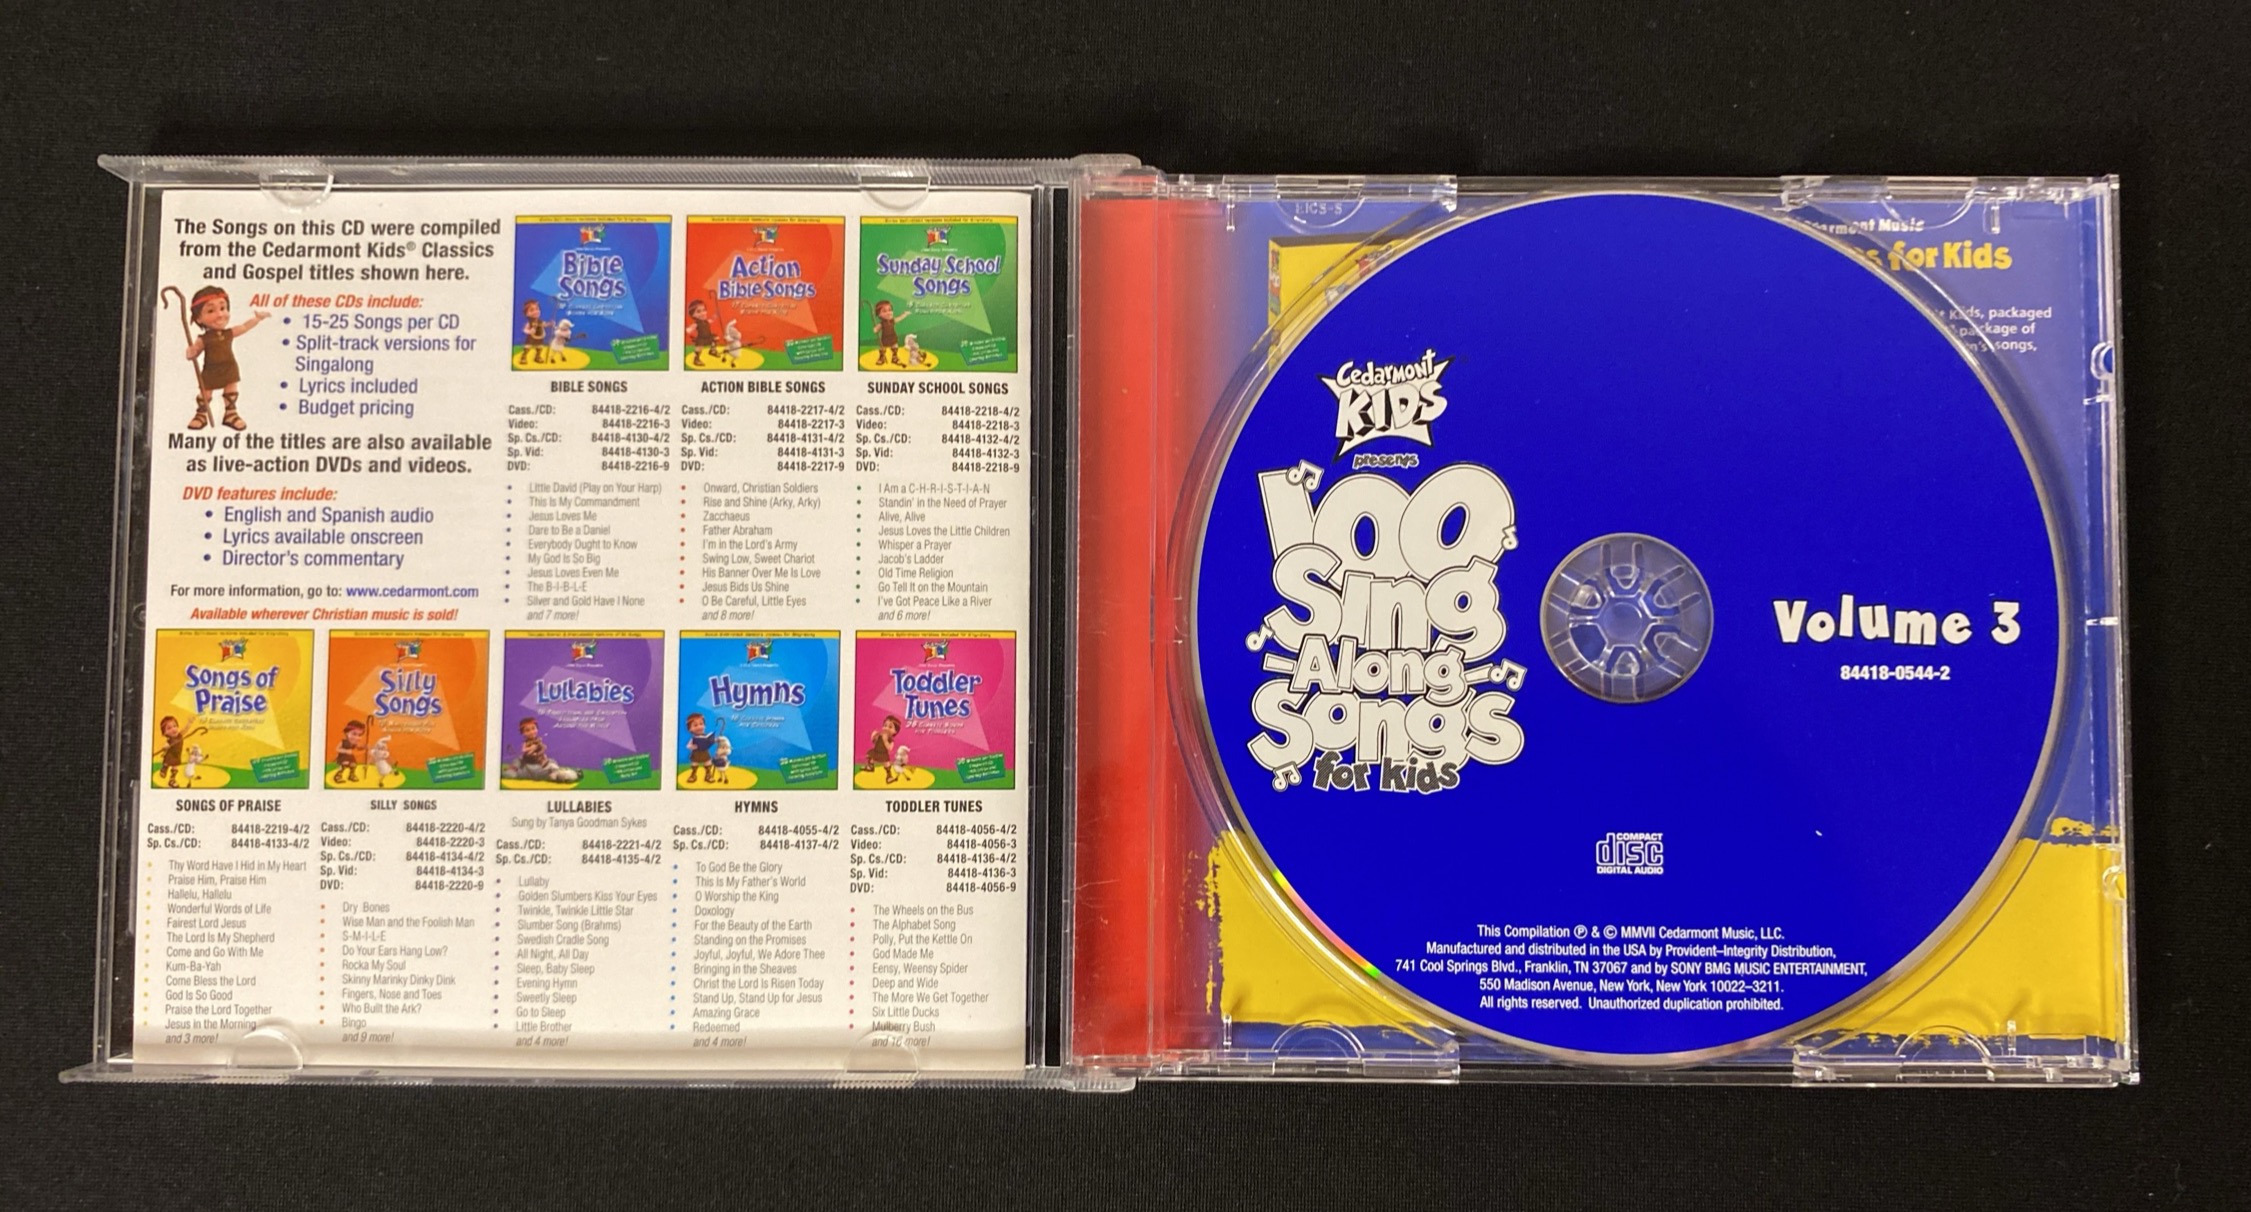 The Songs on this CD were compiled
from the Cedarmont Kids® Classics
and Gospel titles shown here.
All of these CDs include:
• 15-25 Songs per CD
• Split-track versions for
Singalong
• Lyrics included
• Budget pricing
Many of the titles are also available
as live-action DVDs and videos.
DVD features include:
• English and Spanish audio
• Lyrics available onscreen
• Director's commentary
For more information, go to: www.cedarmont.com
Available wherever Christian music is sold!
Bible
Songs
BIBLE SONGS
Cass./CD: 84418-2216-4/2
Video: 84418-2216-3
Sp. Cs./CD: 84418-4130-4/2
Sp. Vid: 84418-4130-3
DVD: 84418-2216-9
• Little David (Play on Your Harp)
• This Is My Commandment
• Jesus Loves Me
• Dare to Be a Daniel
• Everybody Ought to Know
• My God Is So Big
• Jesus Loves Even Me
• The B-I-B-L-E
• Silver and Gold Have I None
and 7 more!
Action
Bible Songs
ACTION BIBLE SONGS
Cass./CD: 84418-2217-4/2
Video: 84418-2217-3
Sp. Cs./CD: 84418-4131-4/2
Sp. Vid: 84418-4131-3
DVD: 84418-2217-9
• Onward, Christian Soldiers
• Rise and Shine (Arky, Arky)
• Zacchaeus
• Father Abraham
• I'm in the Lord's Army
• Swing Low, Sweet Chariot
• His Banner Over Me Is Love
• Jesus Bids Us Shine
• O Be Careful, Little Eyes
and 8 more!
Sunday School
Songs
SUNDAY SCHOOL SONGS
Cass./CD: 84418-2218-4/2
Video: 84418-2218-3
Sp. Cs./CD: 84418-4132-4/2
Sp. Vid: 84418-4132-3
DVD: 84418-2218-9
• I Am a C-H-R-I-S-T-I-A-N
• Standin' in the Need of Prayer
• Alive, Alive
• Jesus Loves the Little Children
• Whisper a Prayer
• Jacob's Ladder
• Old Time Religion
• Go Tell It on the Mountain
• I've Got Peace Like a River
and 6 more!
Songs of
Praise
SONGS OF PRAISE
Cass./CD: 84418-2219-4/2
Sp. Cs./CD: 84418-4133-4/2
• Thy Word Have I Hid in My Heart
• Praise Him, Praise Him
• Hallelu, Hallelu
• Wonderful Words of Life
• Fairest Lord Jesus
• The Lord Is My Shepherd
• Come and Go With Me
• Kum-Ba-Yah
• Come Bless the Lord
• God Is So Good
• Praise the Lord Together
• Jesus in the Morning
and 3 more!
Silly
Songs
SILLY SONGS
Cass./CD: 84418-2220-4/2
Video: 84418-2220-3
Sp. Cs./CD: 84418-4134-4/2
Sp. Vid: 84418-4134-3
DVD: 84418-2220-9
• Dry Bones
• Wise Man and the Foolish Man
• S-M-I-L-E
• Do Your Ears Hang Low?
• Rocka My Soul
• Skinny Marinky Dinky Dink
• Fingers, Nose and Toes
• Who Built the Ark?
• Bingo
and 9 more!
Lullabies
LULLABIES
Sung by Tanya Goodman Sykes
Cass./CD: 84418-2221-4/2
Sp. Cs./CD: 84418-4135-4/2
• Lullaby
• Golden Slumbers Kiss Your Eyes
• Twinkle, Twinkle Little Star
• Slumber Song (Brahms)
• Swedish Cradle Song
• All Night, All Day
• Sleep, Baby Sleep
• Evening Hymn
• Sweetly Sleep
• Go to Sleep
• Little Brother
and 4 more!
Hymns
HYMNS
Cass./CD: 84418-4055-4/2
Sp. Cs./CD: 84418-4137-4/2
• To God Be the Glory
• This Is My Father's World
• O Worship the King
• Doxology
• For the Beauty of the Earth
• Standing on the Promises
• Joyful, Joyful, We Adore Thee
• Bringing in the Sheaves
• Christ the Lord Is Risen Today
• Stand Up, Stand Up for Jesus
• Amazing Grace
• Redeemed
and 4 more!
Toddler
Tunes
TODDLER TUNES
Cass./CD: 84418-4056-4/2
Video: 84418-4056-3
Sp. Cs./CD: 84418-4136-4/2
Sp. Vid: 84418-4136-3
DVD: 84418-4056-9
• The Wheels on the Bus
• The Alphabet Song
• Polly, Put the Kettle On
• God Made Me
• Eensy, Weensy Spider
• Deep and Wide
• The More We Get Together
• Six Little Ducks
• Mulberry Bush
and more!
Music
for Kids
Kids, packaged
package of
songs,
Cedarmont
KIDS
presents
100
Sing
Along
Songs
for kids
Volume 3
84418-0544-2
COMPACT
disc
DIGITAL AUDIO
This Compilation ℗ & © MMVII Cedarmont Music, LLC.
Manufactured and distributed in the USA by Provident–Integrity Distribution,
741 Cool Springs Blvd., Franklin, TN 37067 and by SONY BMG MUSIC ENTERTAINMENT,
550 Madison Avenue, New York, New York 10022–3211.
All rights reserved. Unauthorized duplication prohibited.